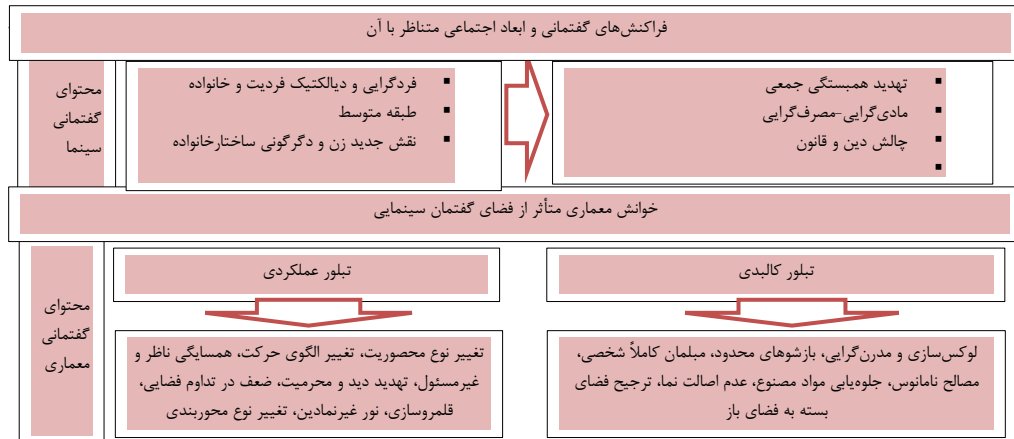 فراکنش‌های گفتمانی و ابعاد اجتماعی متناظر با آن
محتوای
گفتمانی
سینما
▪ فردگرایی و دیالکتیک فردیت و خانواده
▪ طبقه متوسط
▪ نقش جدید زن و دگرگونی ساختارخانواده
▪ تهدید همبستگی جمعی
▪ مادی‌گرایی-مصرف‌گرایی
▪ چالش دین و قانون
▪
خوانش معماری متأثر از فضای گفتمان سینمایی
محتوای
گفتمانی
معماری
تبلور عملکردی
تغییر نوع محصوریت، تغییر الگوی حرکت، همسایگی ناظر و
غیرمسئول، تهدید دید و محرمیت، ضعف در تداوم فضایی،
قلمروسازی، نور غیرنمادین، تغییر نوع محوربندی
تبلور کالبدی
لوکس‌سازی و مدرن‌گرایی، بازشوهای محدود، مبلمان کاملاً شخصی،
مصالح نامانوس، جلوه‌یابی مواد مصنوع، عدم اصالت نما، ترجیح فضای
بسته به فضای باز